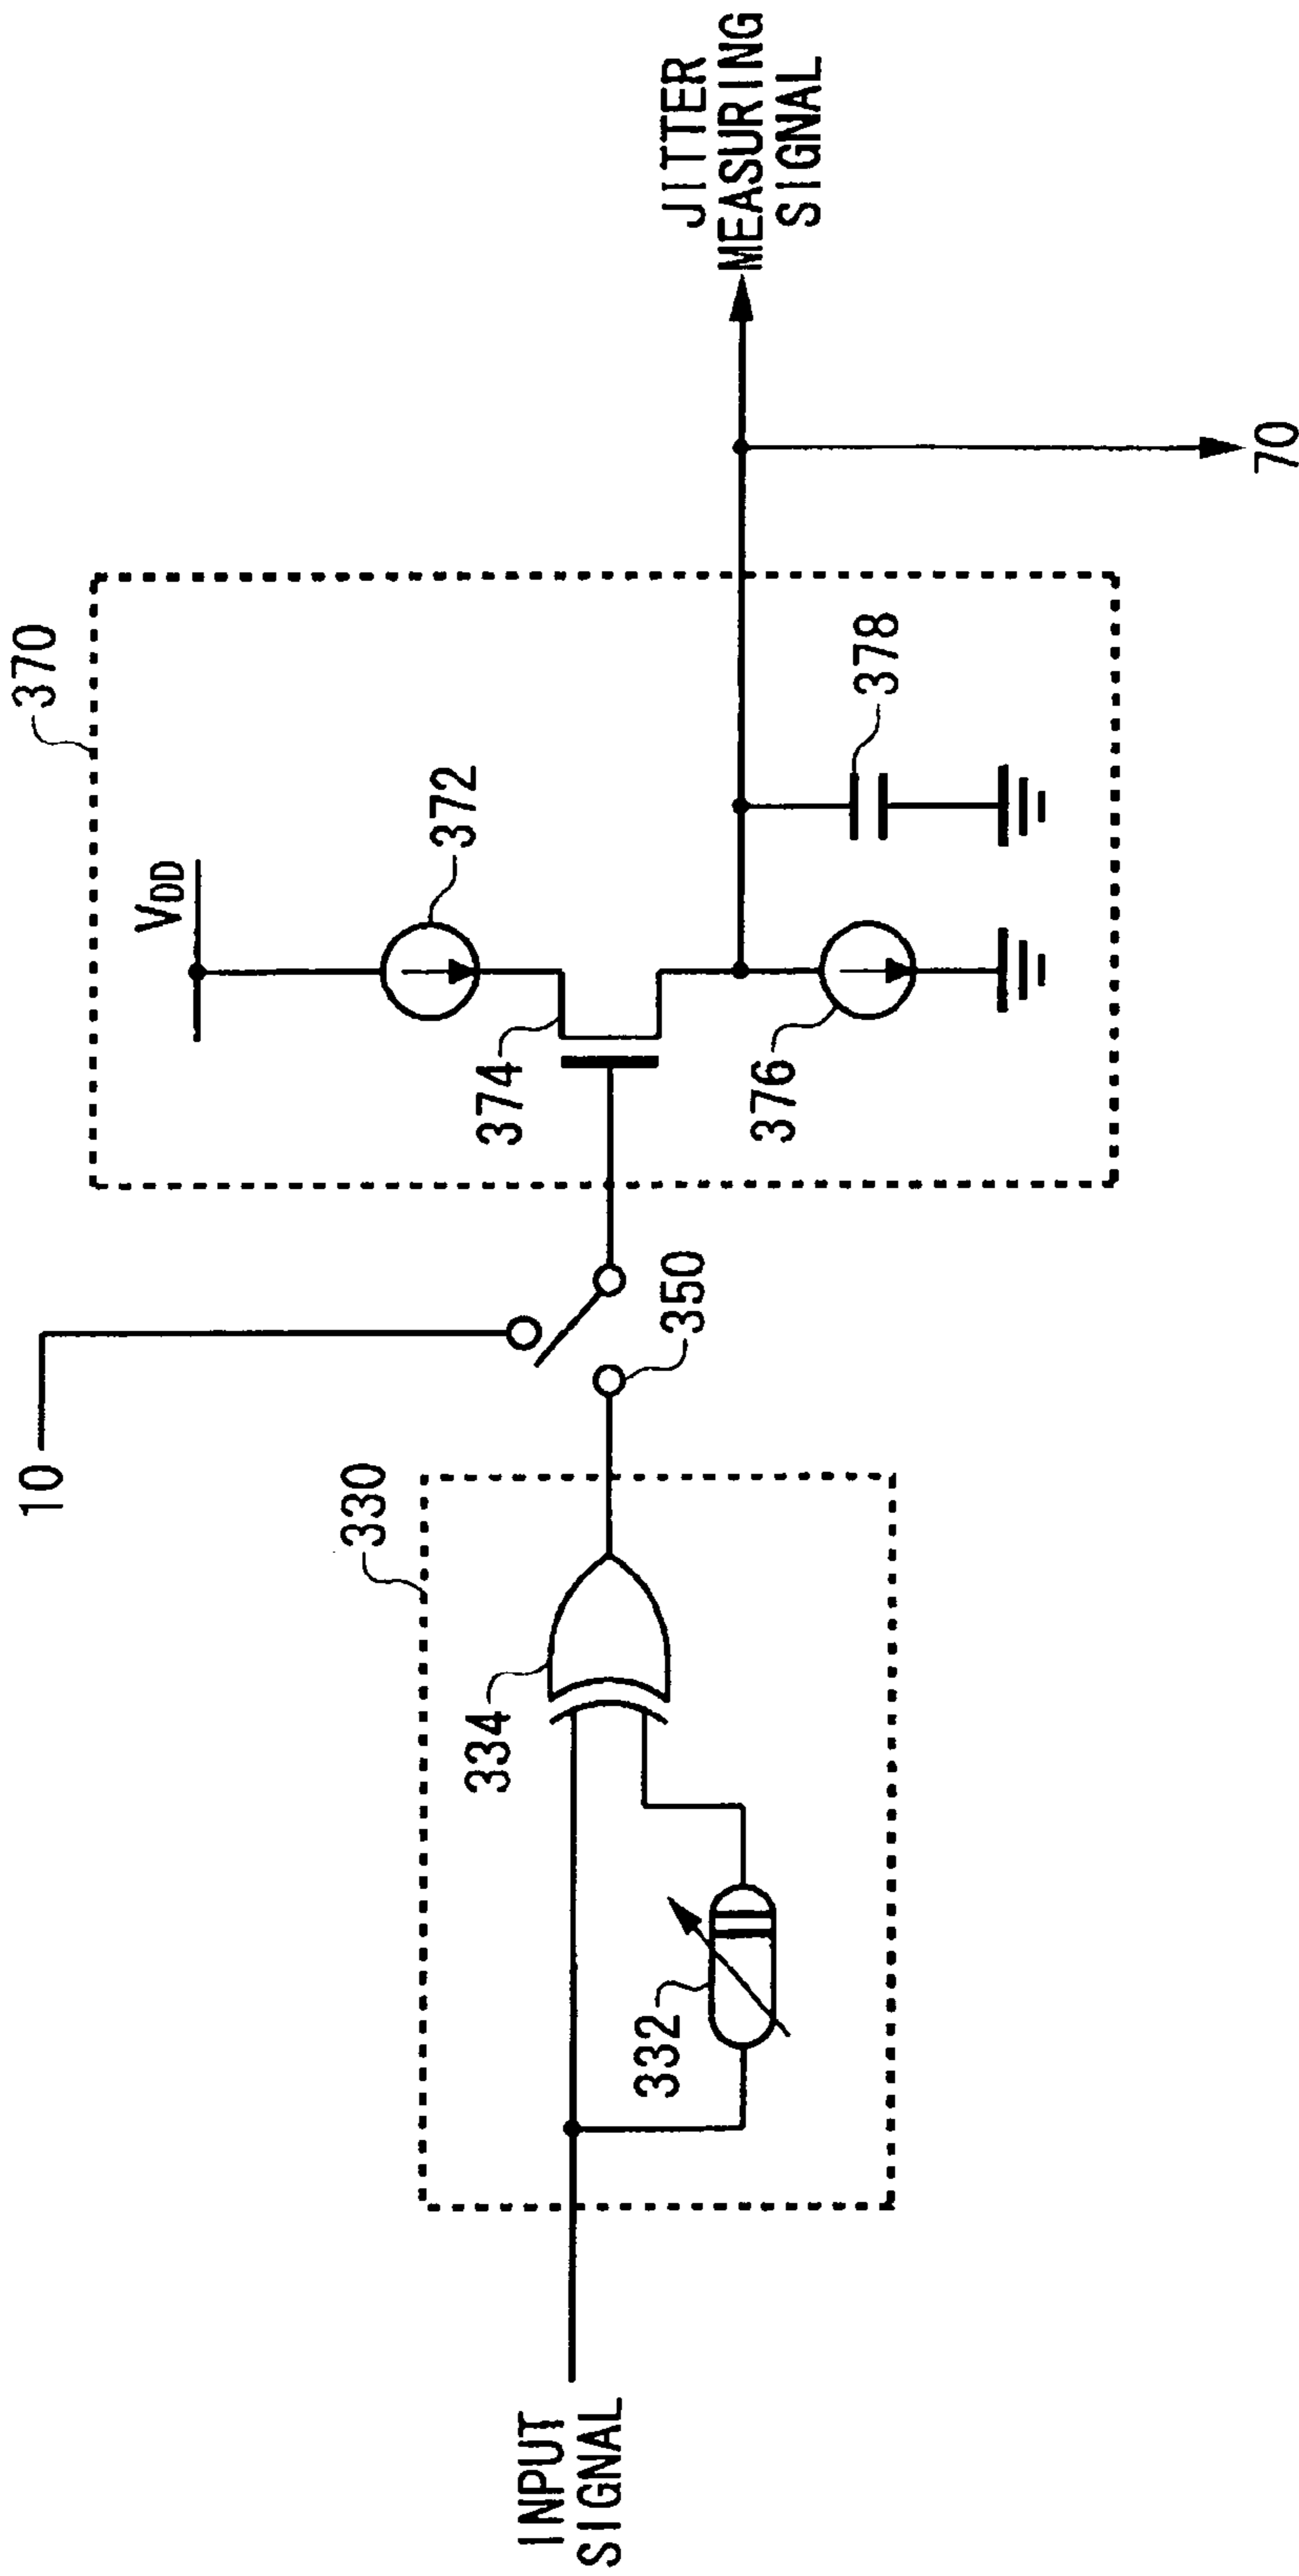 INPUT
SIGNAL
330
332
334
10
350
370
VDD
372
374
376
378
70
JITTER
MEASURING
SIGNAL